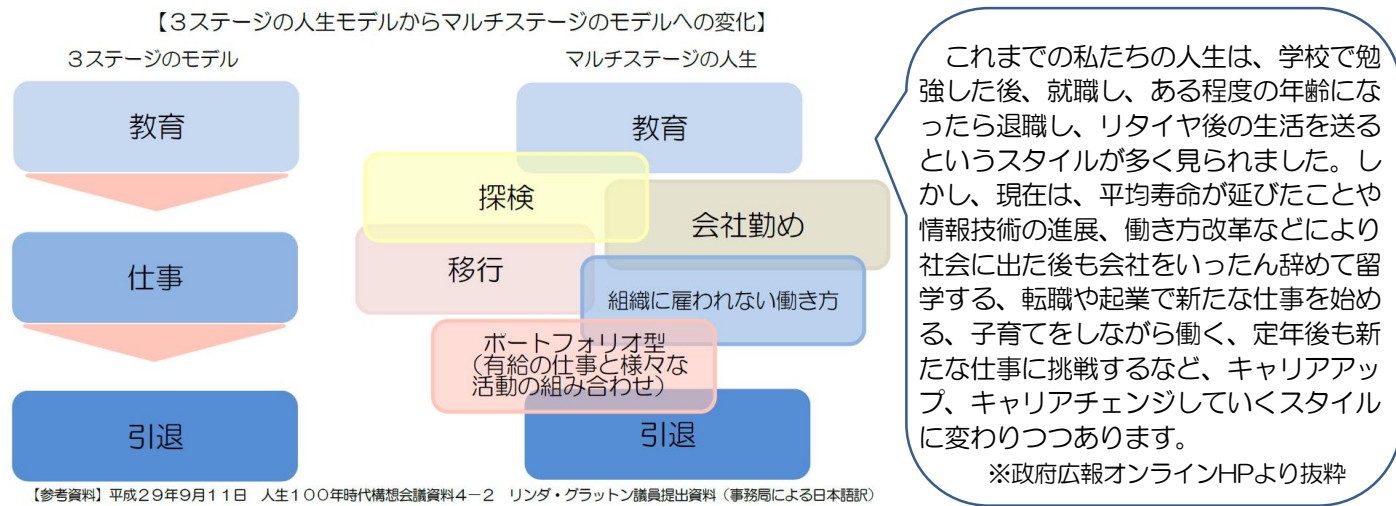 【３ステージの人生モデルからマルチステージのモデルへの変化】
３ステージのモデル
教育
仕事
引退
マルチステージの人生
教育
探検
会社勤め
移行
組織に雇われない働き方
ポートフォリオ型
（有給の仕事と様々な
活動の組み合わせ）
引退
【参考資料】平成２９年９月１１日　人生１００年時代構想会議資料４－２　リンダ・グラットン議員提出資料（事務局による日本語訳）
これまでの私たちの人生は、学校で勉
強した後、就職し、ある程度の年齢にな
ったら退職し、リタイヤ後の生活を送る
というスタイルが多く見られました。し
かし、現在は、平均寿命が延びたことや
情報技術の進展、働き方改革などにより
社会に出た後も会社をいったん辞めて留
学する、転職や起業で新たな仕事を始め
る、子育てをしながら働く、定年後も新
たな仕事に挑戦するなど、キャリアアッ
プ、キャリアチェンジしていくスタイル
に変わりつつあります。
※政府広報オンラインHPより抜粋